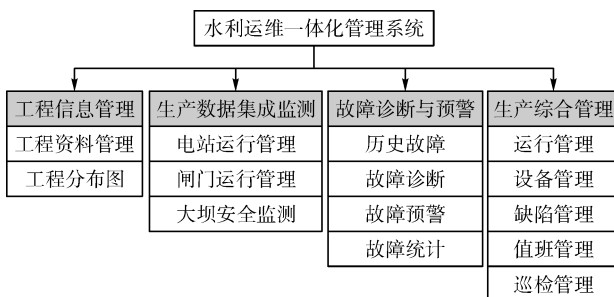 水利运维一体化管理系统
工程信息管理
工程资料管理
工程分布图
生产数据集成监测
电站运行管理
闸门运行管理
大坝安全监测
故障诊断与预警
历史故障
故障诊断
故障预警
故障统计
生产综合管理
运行管理
设备管理
缺陷管理
值班管理
巡检管理